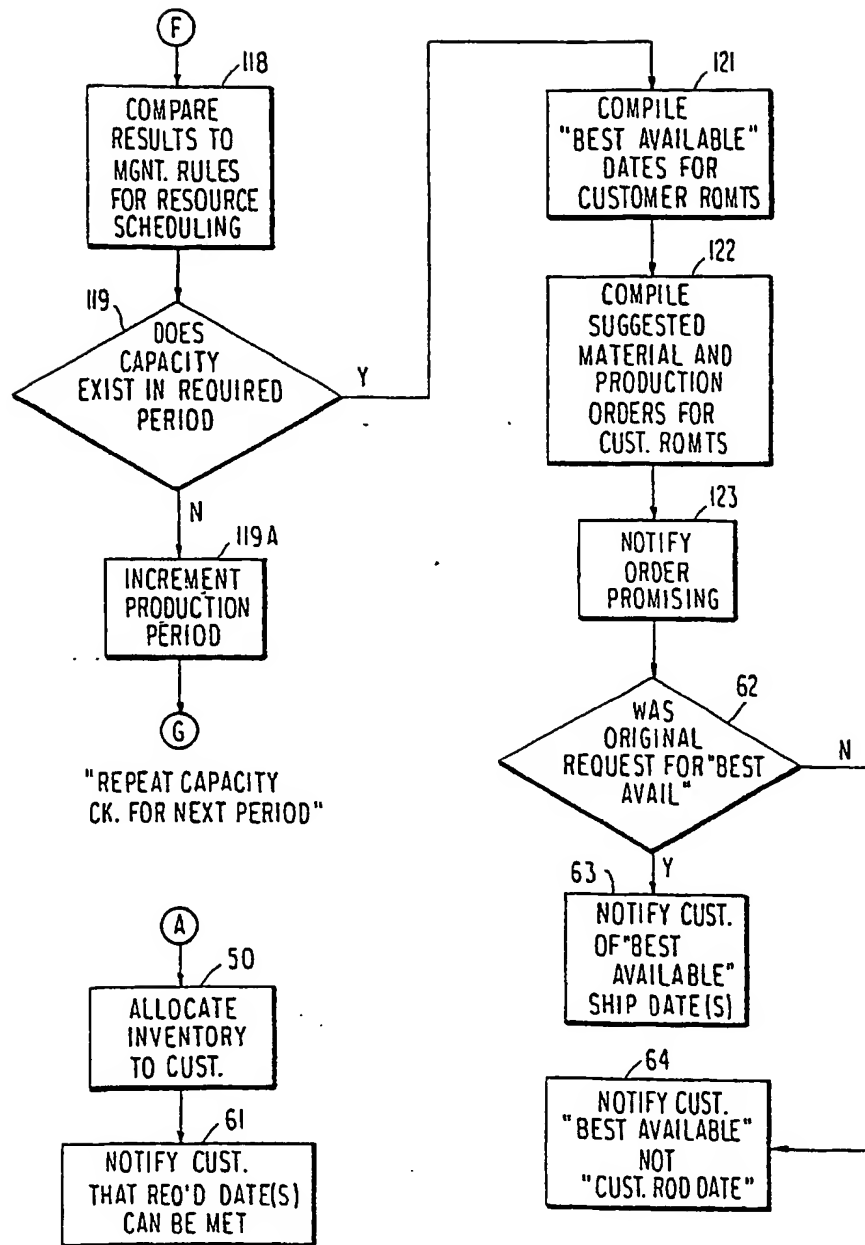 F
118
COMPARE
RESULTS TO
MGNT. RULES
FOR RESOURCE
SCHEDULING
119
DOES
CAPACITY
EXIST IN REQUIRED
PERIOD
Y
N
119A
INCREMENT
PRODUCTION
PERIOD
G
"REPEAT CAPACITY
CK. FOR NEXT PERIOD"
A
50
ALLOCATE
INVENTORY
TO CUST.
61
NOTIFY CUST.
THAT REQ'D DATE(S)
CAN BE MET
121
COMPILE
"BEST AVAILABLE"
DATES FOR
CUSTOMER RQMTS
122
COMPILE
SUGGESTED
MATERIAL AND
PRODUCTION
ORDERS FOR
CUST. RQMTS
123
NOTIFY
ORDER
PROMISING
62
WAS
ORIGINAL
REQUEST FOR "BEST
AVAIL"
N
Y
63
NOTIFY CUST.
OF "BEST
AVAILABLE"
SHIP DATE(S)
64
NOTIFY CUST.
"BEST AVAILABLE"
NOT
"CUST. RQD DATE"